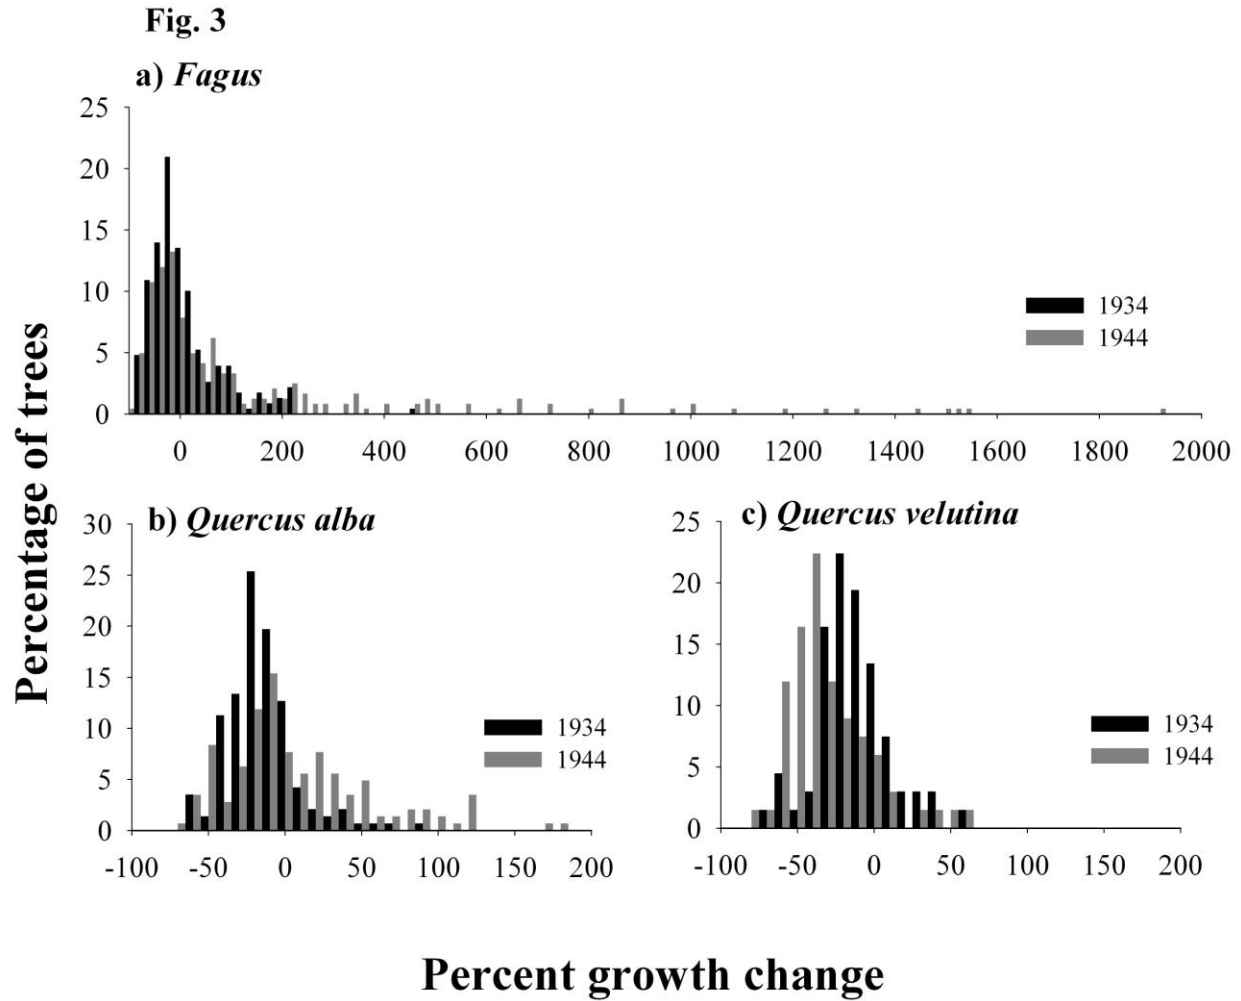 Fig. 3
a) Fagus
25
20
15
10
5
0
0 200 400 600 800 1000 1200 1400 1600 1800 2000
1934
1944
Percentage of trees
b) Quercus alba
30
25
20
15
10
5
0
-100 -50 0 50 100 150 200
1934
1944
c) Quercus velutina
25
20
15
10
5
0
-100 -50 0 50 100 150 200
1934
1944
Percent growth change